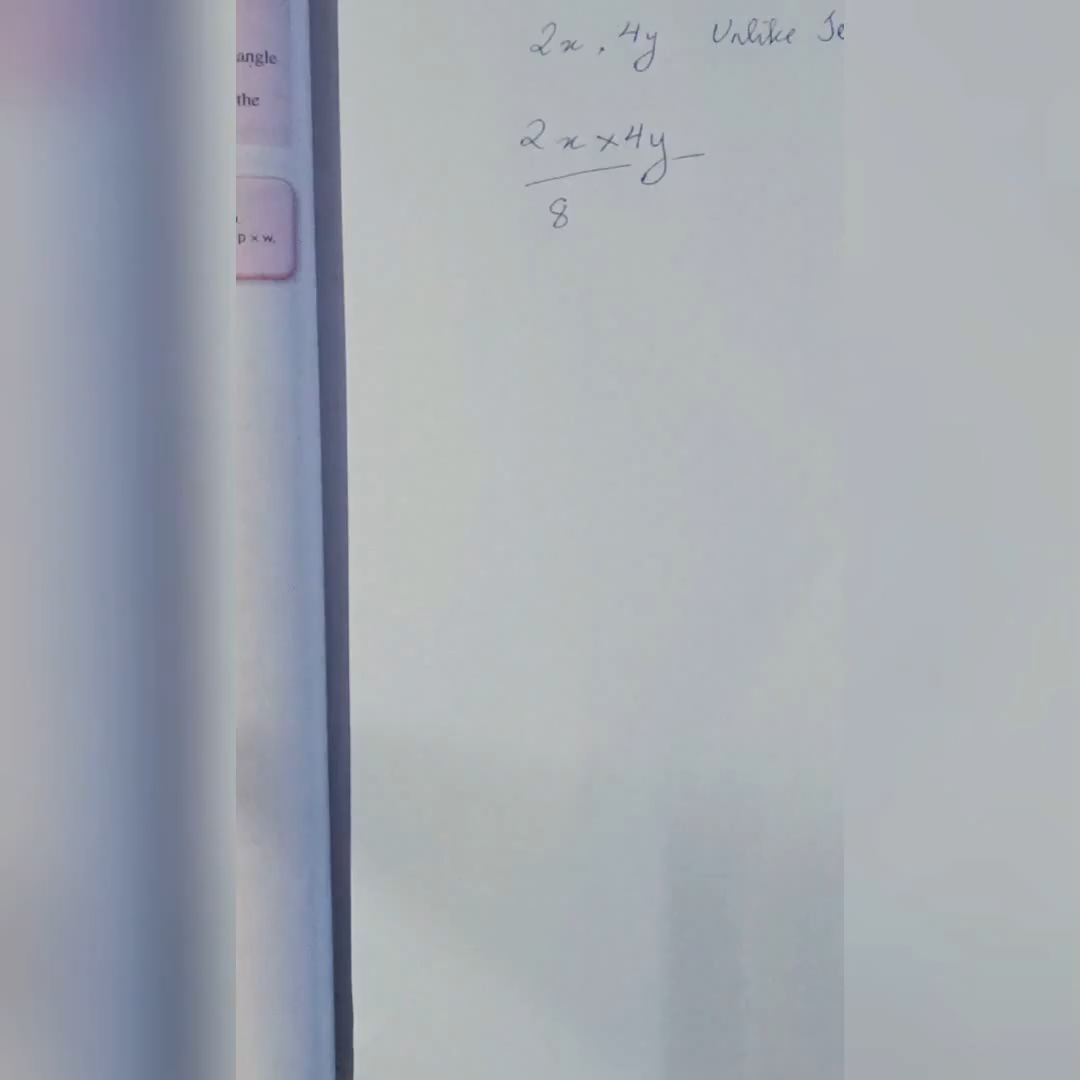 angle
the
p × w.
2x, 4y Unlike
2x × 4y
8